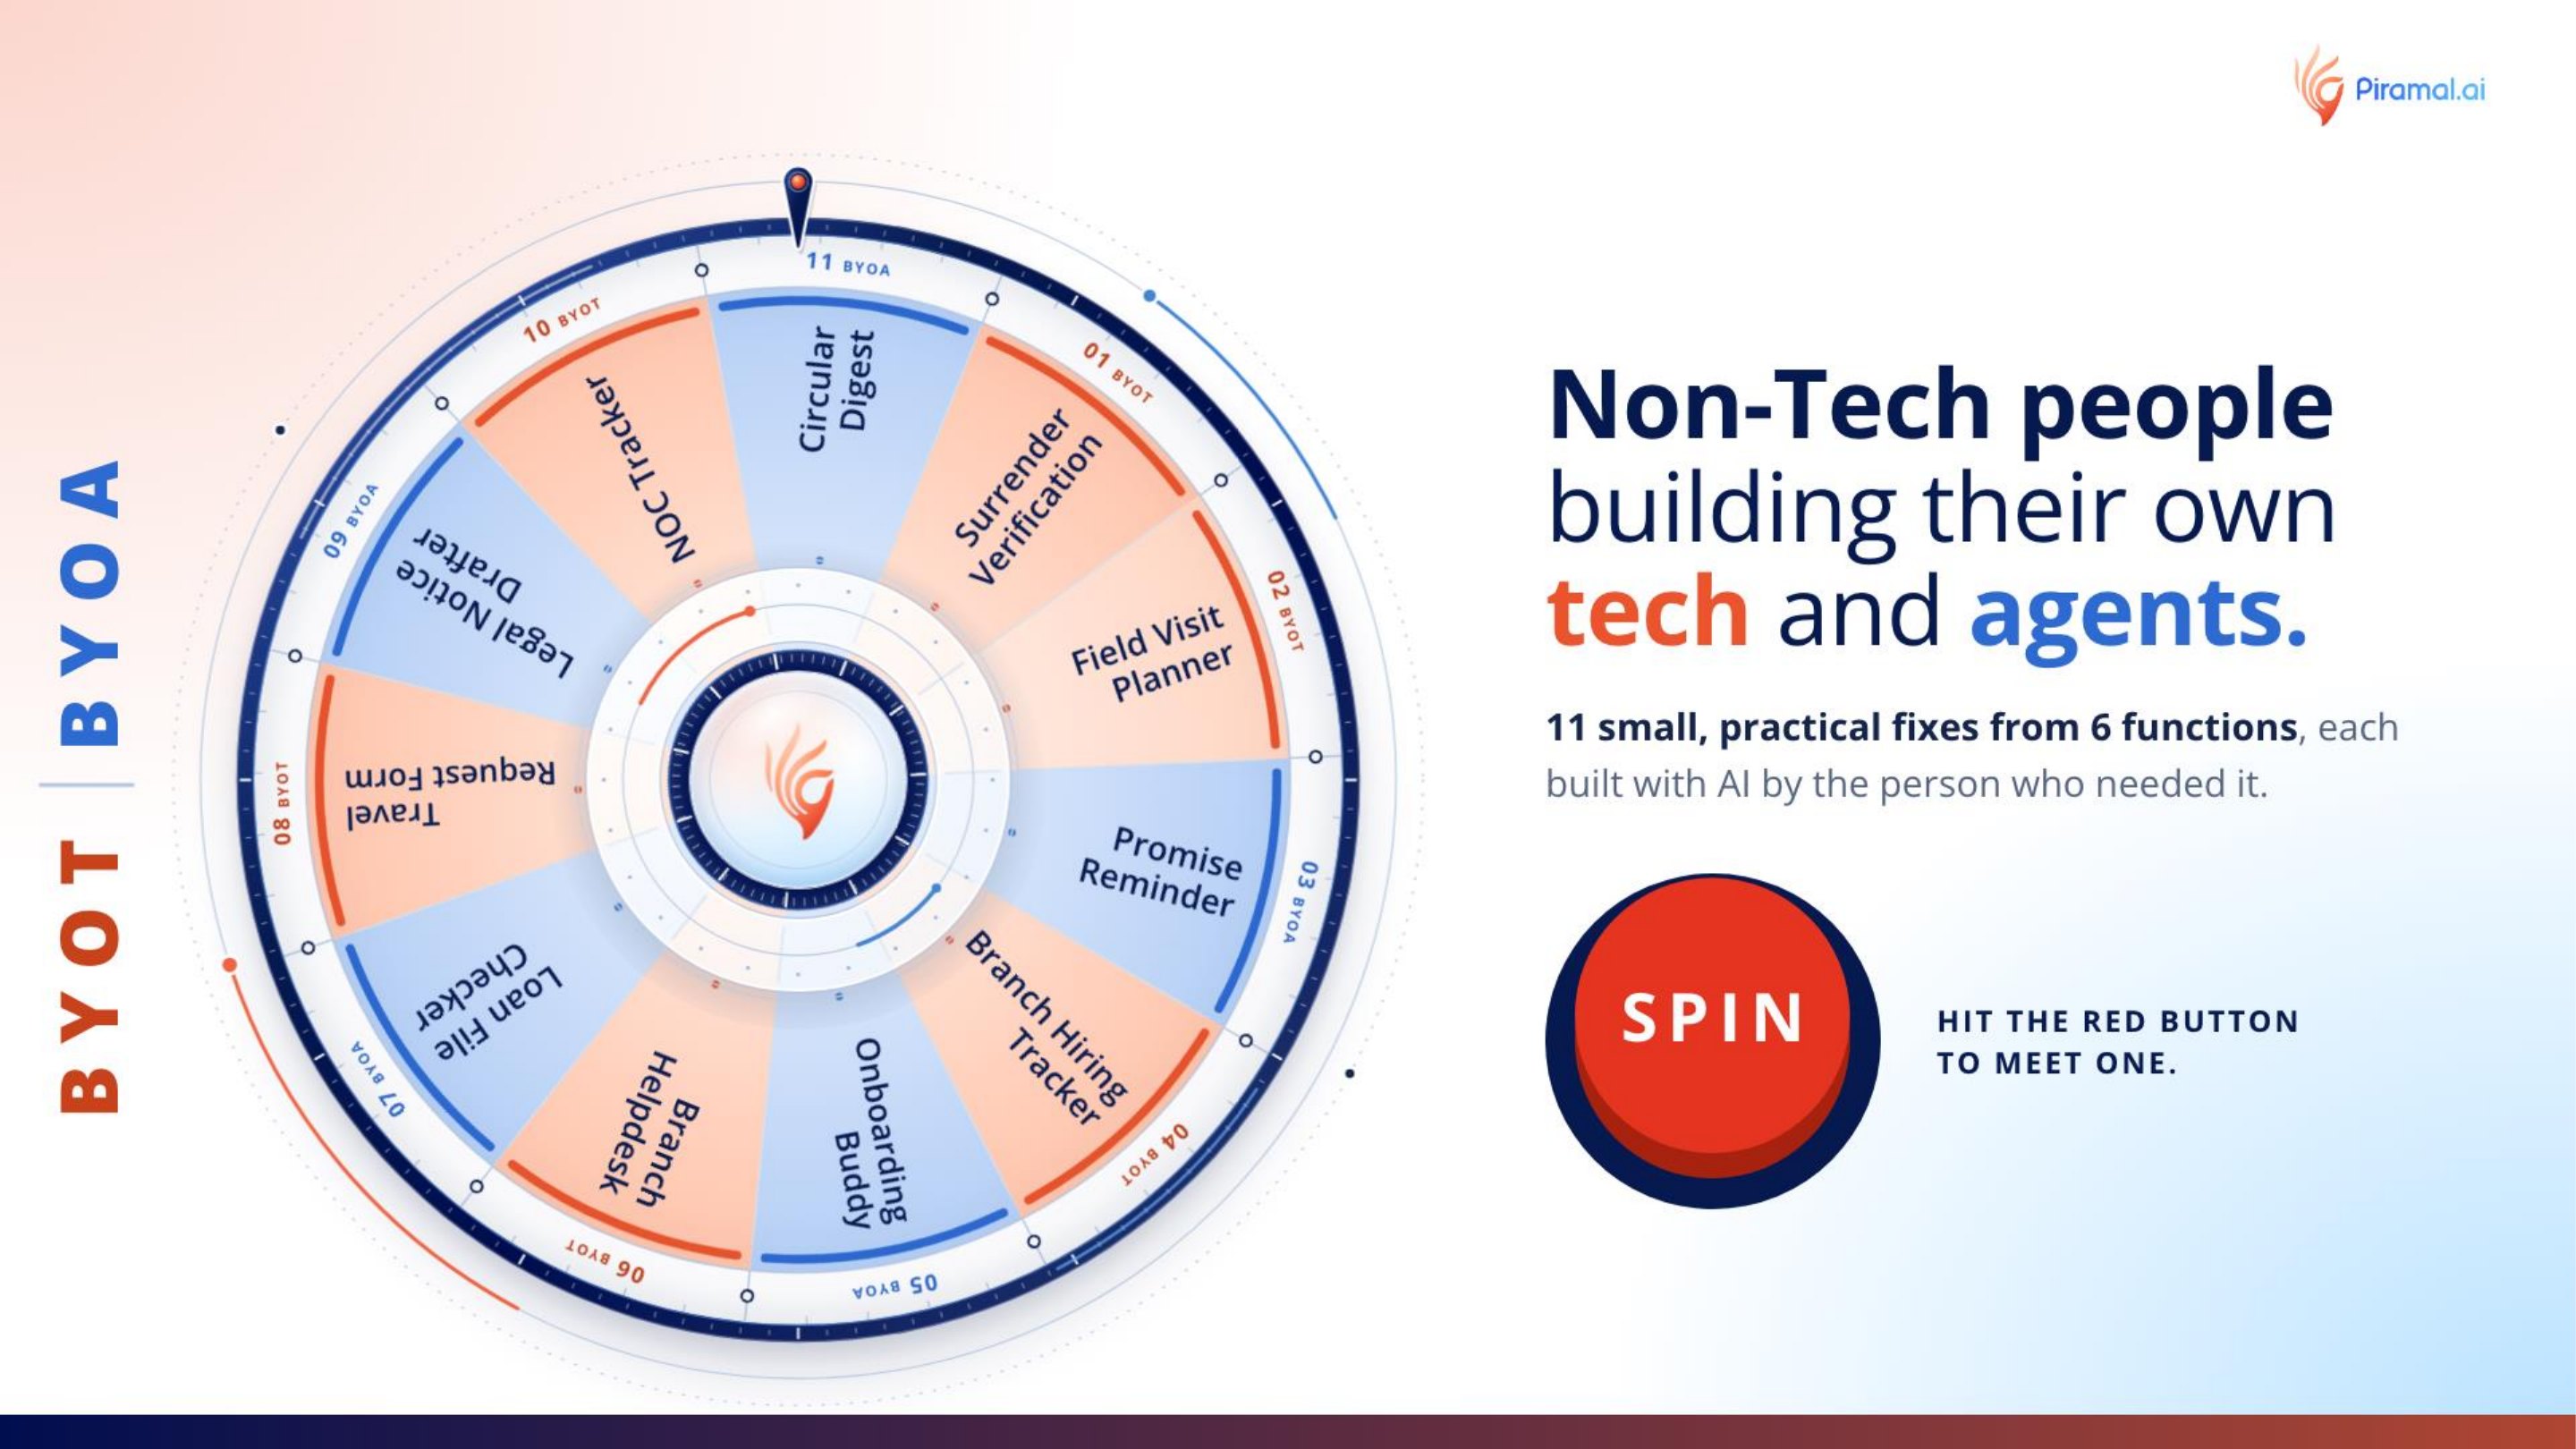 Piramal.ai
BYOT | BYOA
11 BYOA
Circular
Digest
01 BYOT
Surrender
Verification
02 BYOT
Field Visit
Planner
03 BYOA
Promise
Reminder
04 BYOT
Branch Hiring
Tracker
05 BYOA
Onboarding
Buddy
06 BYOT
Branch
Helpdesk
07 BYOA
Loan File
Checker
08 BYOT
Travel
Request Form
09 BYOA
Legal Notice
Drafter
10 BYOT
NOC Tracker
Non-Tech people
building their own
tech and agents.
11 small, practical fixes from 6 functions, each
built with AI by the person who needed it.
SPIN
HIT THE RED BUTTON
TO MEET ONE.